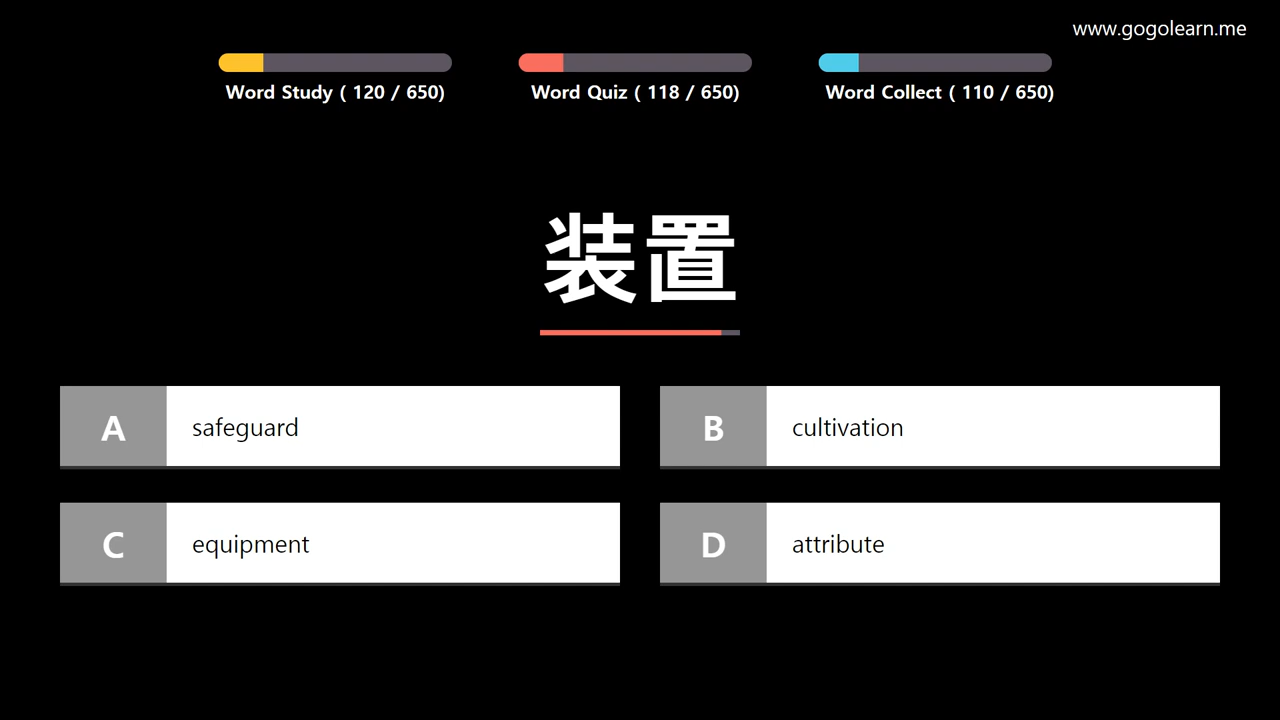 www.gogolearn.me
Word Study ( 120 / 650)
Word Quiz ( 118 / 650)
Word Collect ( 110 / 650)
装置
A safeguard
B cultivation
C equipment
D attribute